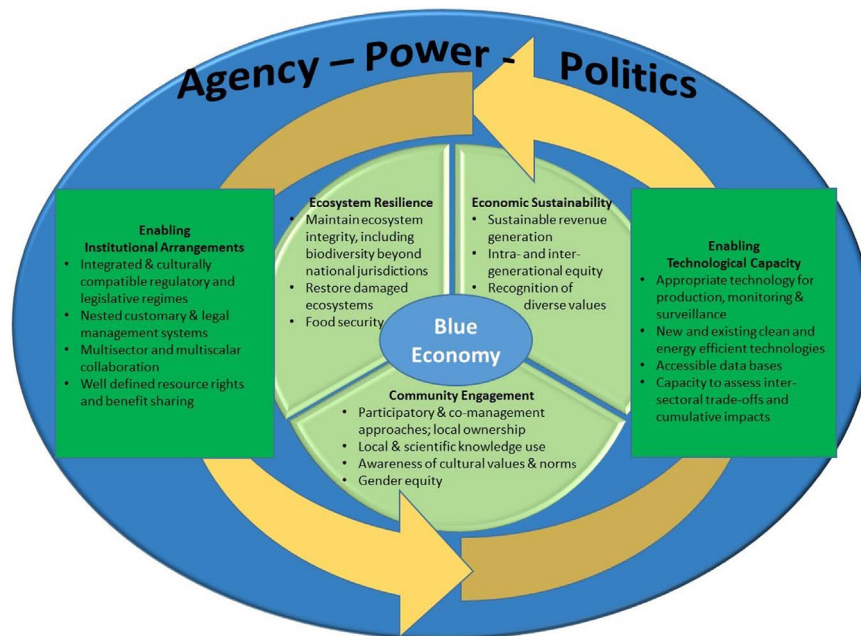 Agency – Power - Politics
Enabling
Institutional Arrangements
• Integrated & culturally
compatible regulatory and
legislative regimes
• Nested customary & legal
management systems
• Multisector and multiscalar
collaboration
• Well defined resource rights
and benefit sharing
Ecosystem Resilience
• Maintain ecosystem
integrity, including
biodiversity beyond
national jurisdictions
• Restore damaged
ecosystems
• Food security
Economic Sustainability
• Sustainable revenue
generation
• Intra- and inter-
generational equity
• Recognition of
diverse values
Blue
Economy
Community Engagement
• Participatory & co-management
approaches; local ownership
• Local & scientific knowledge use
• Awareness of cultural values & norms
• Gender equity
Enabling
Technological Capacity
• Appropriate technology for
production, monitoring &
surveillance
• New and existing clean and
energy efficient technologies
• Accessible data bases
• Capacity to assess inter-
sectoral trade-offs and
cumulative impacts